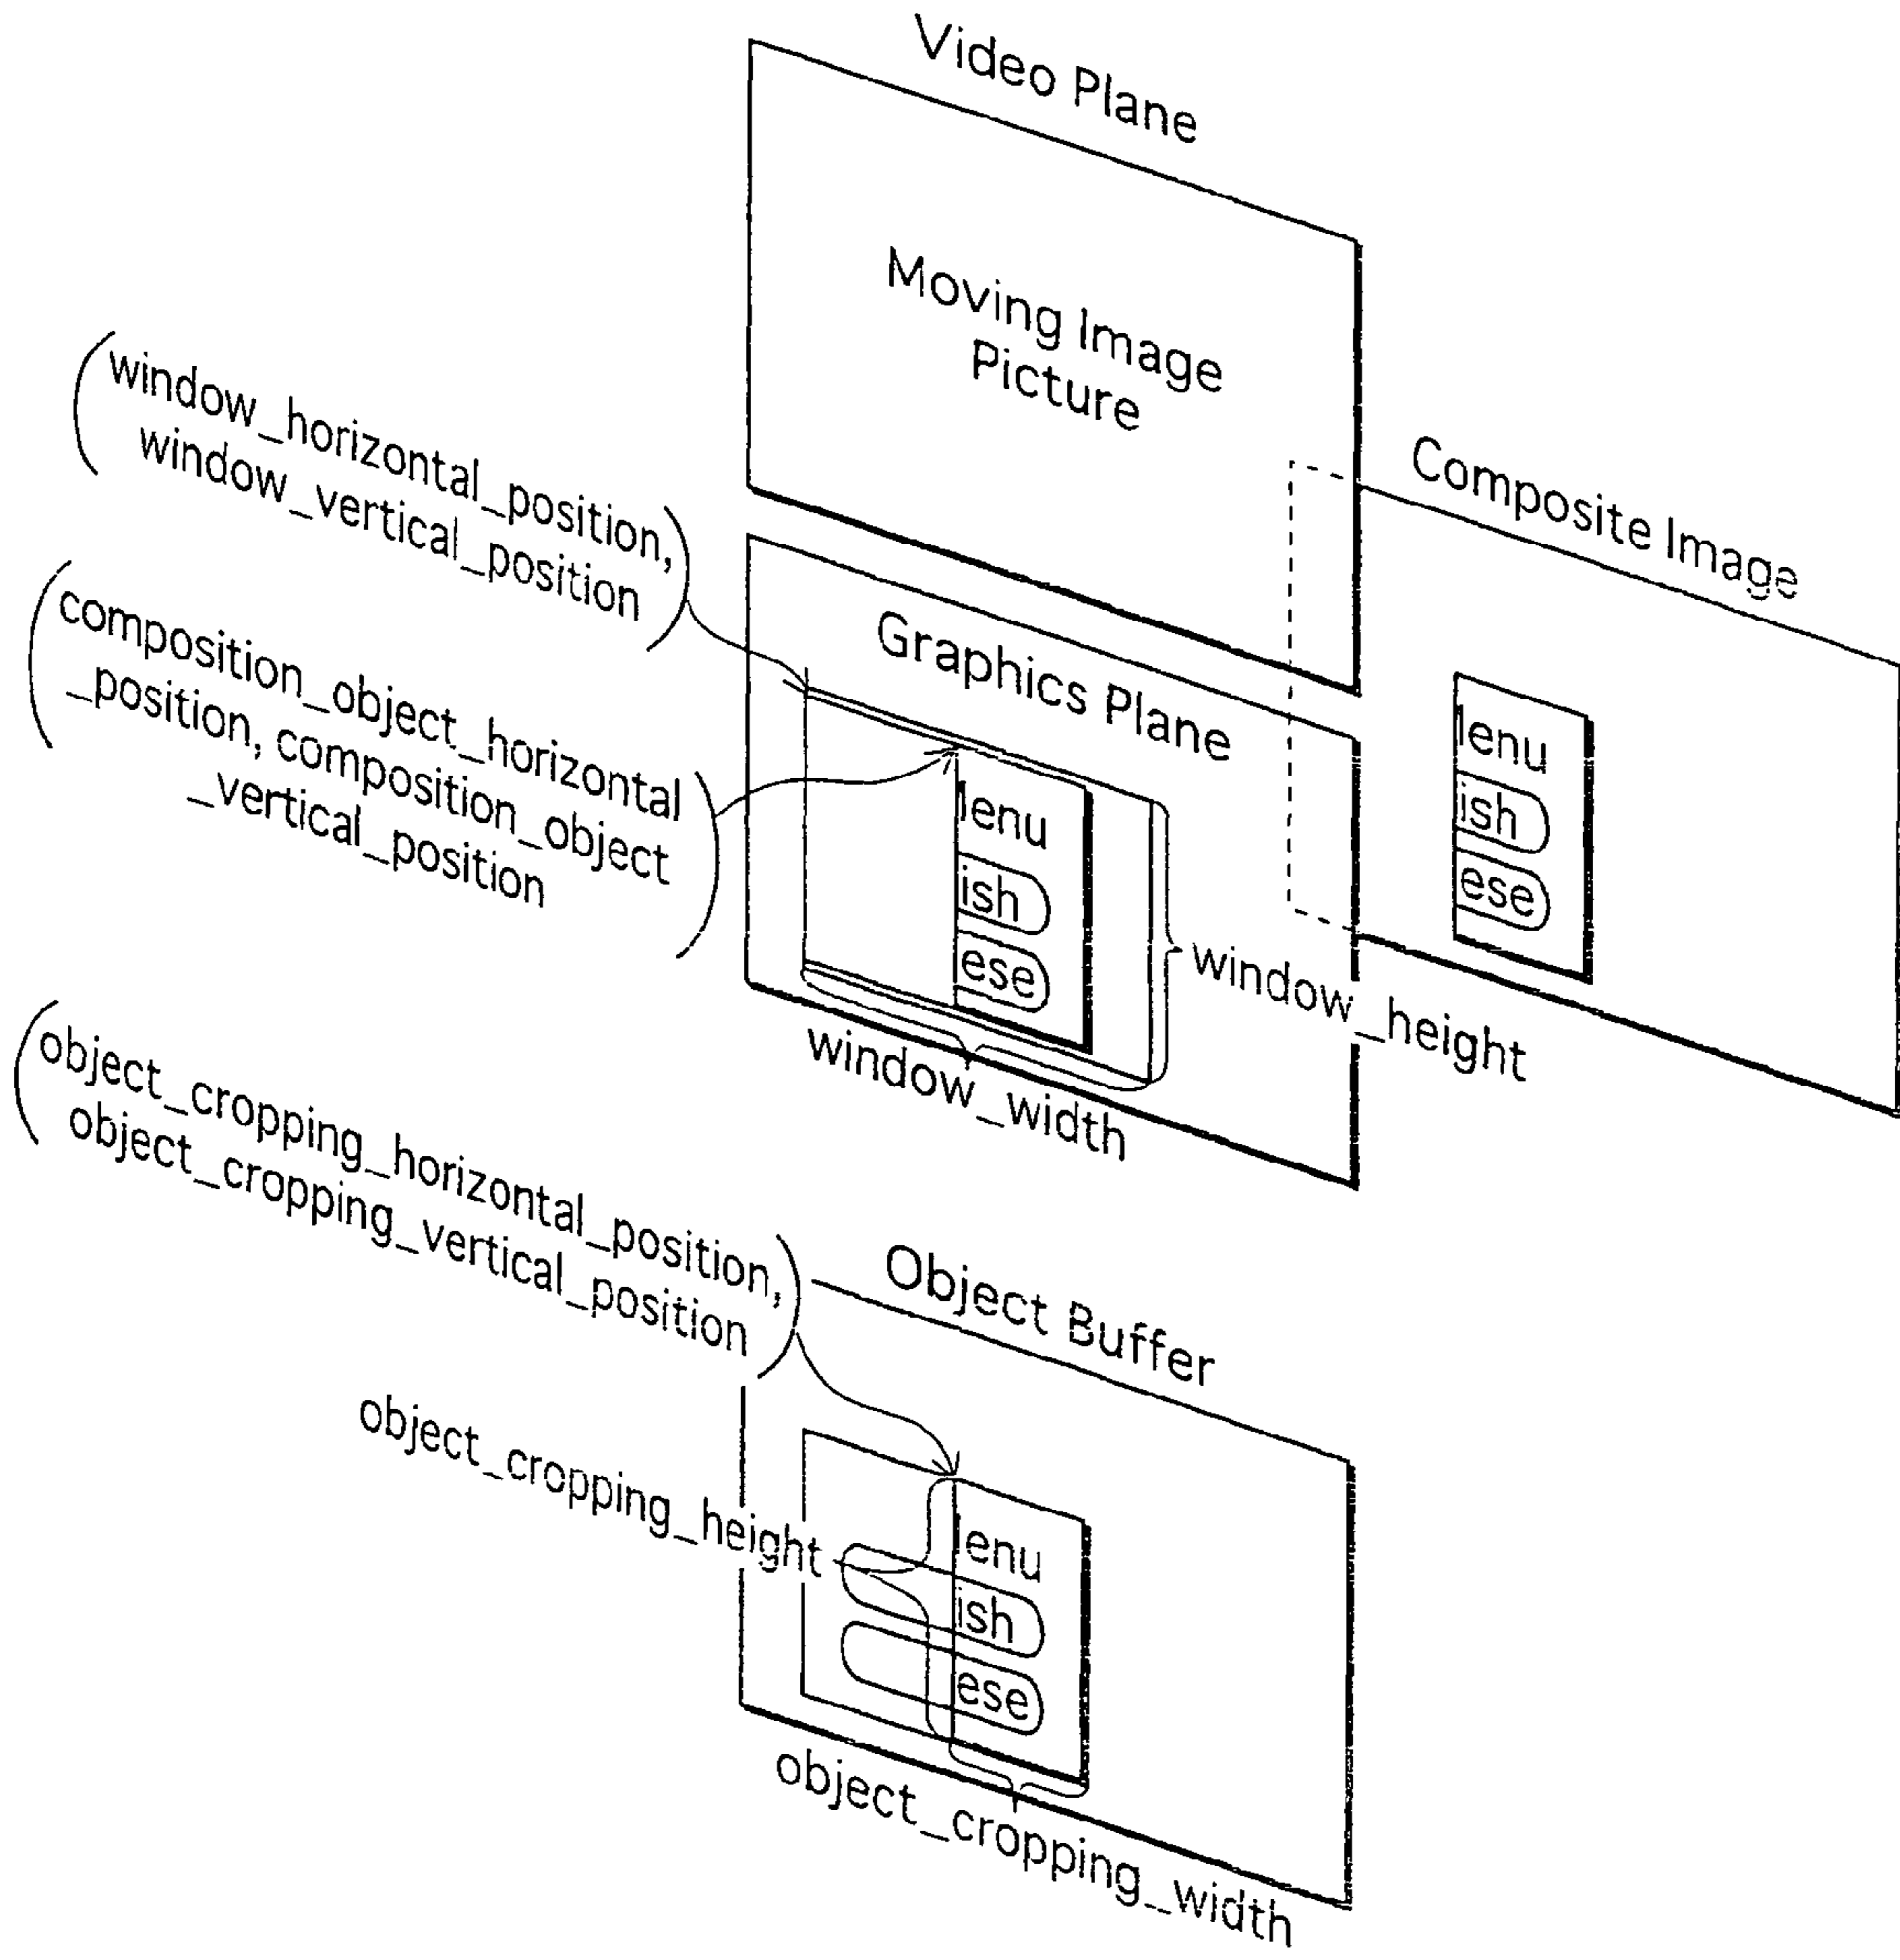 Video Plane
Moving Image
Picture
(window_horizontal_position,
window_vertical_position)
Composite Image
(composition_object_horizontal
_position, composition_object
_vertical_position)
Graphics Plane
lenu
ish
ese
lenu
ish
ese
window_height
window_width
(object_cropping_horizontal_position,
object_cropping_vertical_position)
Object Buffer
object_cropping_height
lenu
ish
ese
object_cropping_width